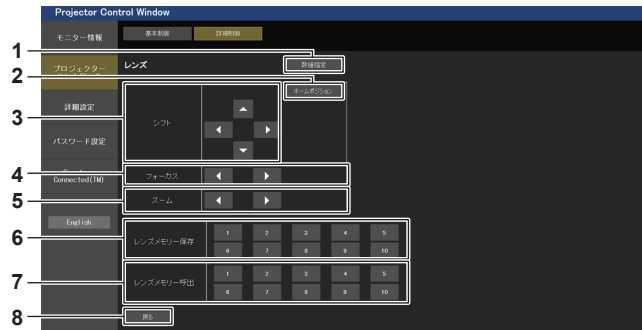 Projector Control Window
モニター情報
基本制御
詳細制御
1
プロジェクター
レンズ
数値指定
2
ホームポジション
3
シフト
詳細設定
パスワード設定
4
フォーカス
Connected(TM)
5
ズーム
English
6
レンズメモリー保存
1 2 3 4 5
6 7 8 9 10
7
レンズメモリー呼出
1 2 3 4 5
6 7 8 9 10
8
戻る